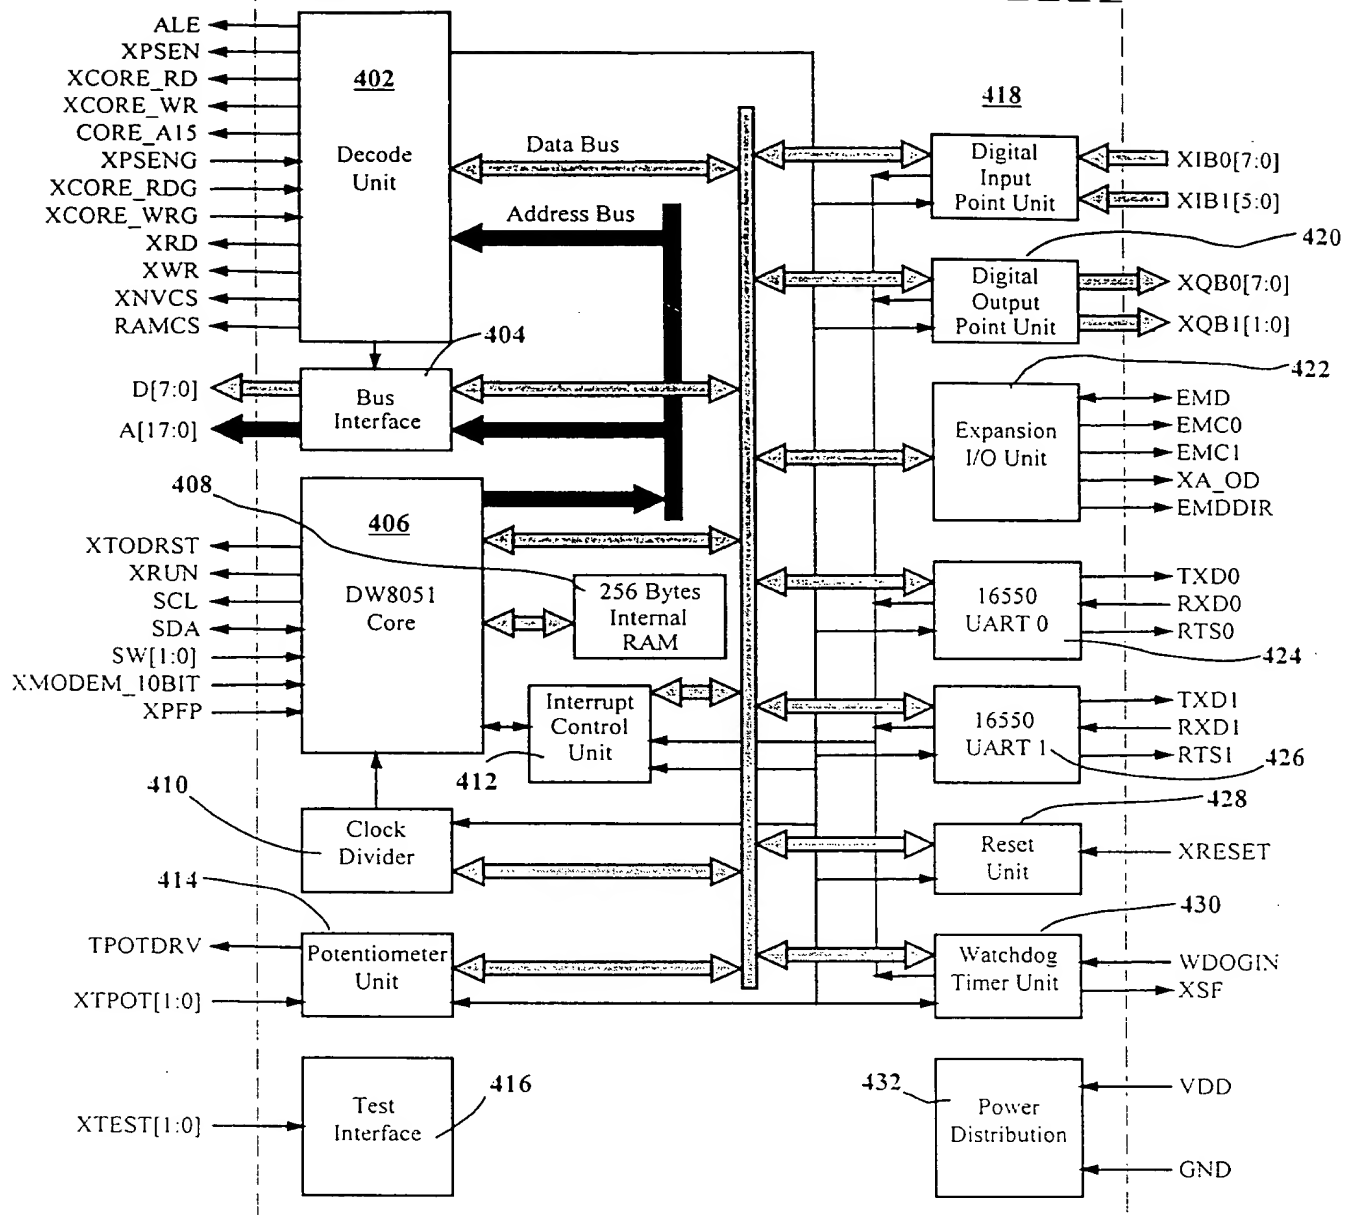 ALE
XPSEN
XCORE_RD
XCORE_WR
CORE_A15
XPSENG
XCORE_RDG
XCORE_WRG
XRD
XWR
XNVCS
RAMCS
402
Decode
Unit
Data Bus
Address Bus
404
D[7:0]
A[17:0]
Bus
Interface
408
406
DW8051
Core
XTODRST
XRUN
SCL
SDA
SW[1:0]
XMODEM_10BIT
XPFP
256 Bytes
Internal
RAM
Interrupt
Control
Unit
412
410
Clock
Divider
414
TPOTDRV
XTPOT[1:0]
Potentiometer
Unit
XTEST[1:0]
Test
Interface
416
418
Digital
Input
Point Unit
XIB0[7:0]
XIB1[5:0]
420
Digital
Output
Point Unit
XQB0[7:0]
XQB1[1:0]
422
Expansion
I/O Unit
EMD
EMC0
EMC1
XA_OD
EMDDIR
16550
UART 0
TXD0
RXD0
RTS0
424
16550
UART 1
TXD1
RXD1
RTS1
426
428
Reset
Unit
XRESET
430
Watchdog
Timer Unit
WDOGIN
XSF
432
Power
Distribution
VDD
GND